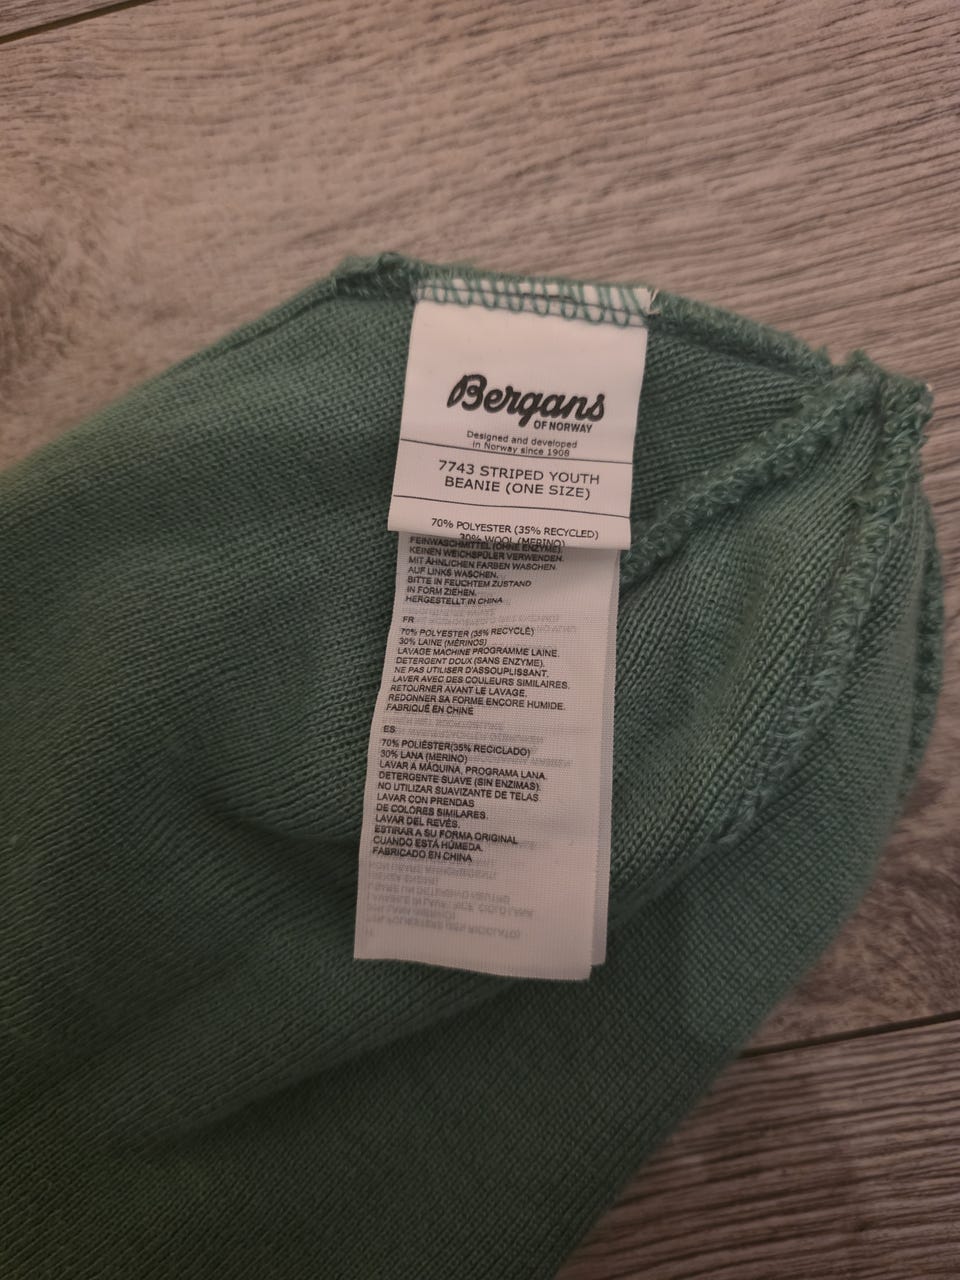 Bergans
OF NORWAY
Designed and developed
in Norway since 1908
7743 STRIPED YOUTH
BEANIE (ONE SIZE)
70% POLYESTER (35% RECYCLED)
30% WOOL (MERINO)
FEINWASCHMITTEL (OHNE ENZYME).
KEINEN WEICHSPÜLER VERWENDEN.
MIT ÄHNLICHEN FARBEN WASCHEN.
AUF LINKS WASCHEN.
BITTE IN FEUCHTEM ZUSTAND
IN FORM ZIEHEN.
HERGESTELLT IN CHINA
FR
70% POLYESTER (35% RECYCLÉ)
30% LAINE (MÉRINOS)
LAVAGE MACHINE PROGRAMME LAINE.
DETERGENT DOUX (SANS ENZYME).
NE PAS UTILISER D'ASSOUPLISSANT.
LAVER AVEC DES COULEURS SIMILAIRES.
RETOURNER AVANT LE LAVAGE.
REDONNER SA FORME ENCORE HUMIDE.
FABRIQUÉ EN CHINE
ES
70% POLIÉSTER(35% RECICLADO)
30% LANA (MERINO)
LAVAR A MÁQUINA, PROGRAMA LANA.
DETERGENTE SUAVE (SIN ENZIMAS).
NO UTILIZAR SUAVIZANTE DE TELAS.
LAVAR CON PRENDAS
DE COLORES SIMILARES.
LAVAR DEL REVÉS.
ESTIRAR A SU FORMA ORIGINAL
CUANDO ESTÁ HÚMEDA.
FABRICADO EN CHINA